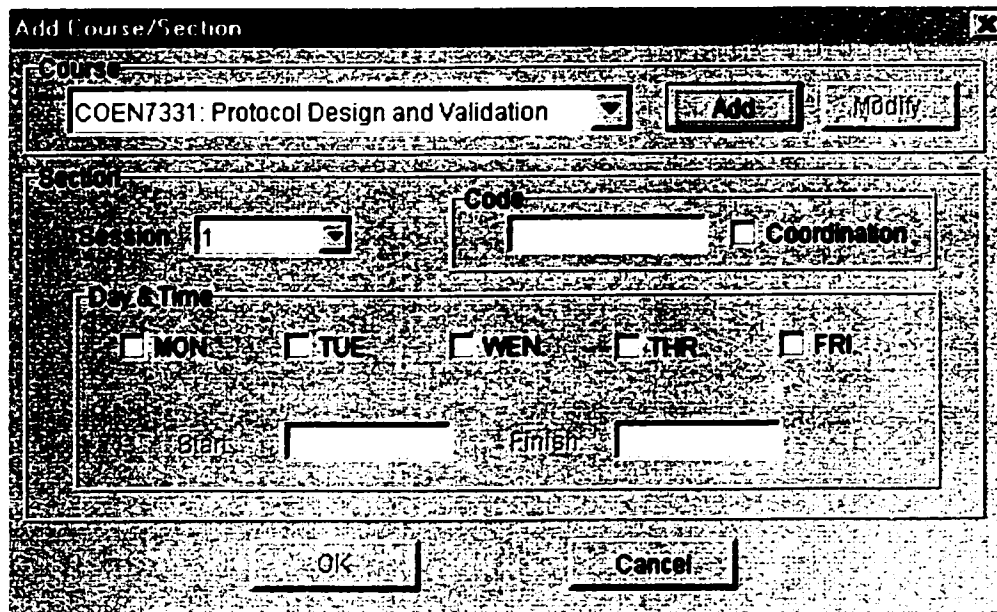 Add Course/Section
Course
COEN7331: Protocol Design and Validation Add Modify
Section
Code
Session 1 Coordination
Day & Time
MON. TUE. WEN. THR. FRI
Start Finish
OK Cancel